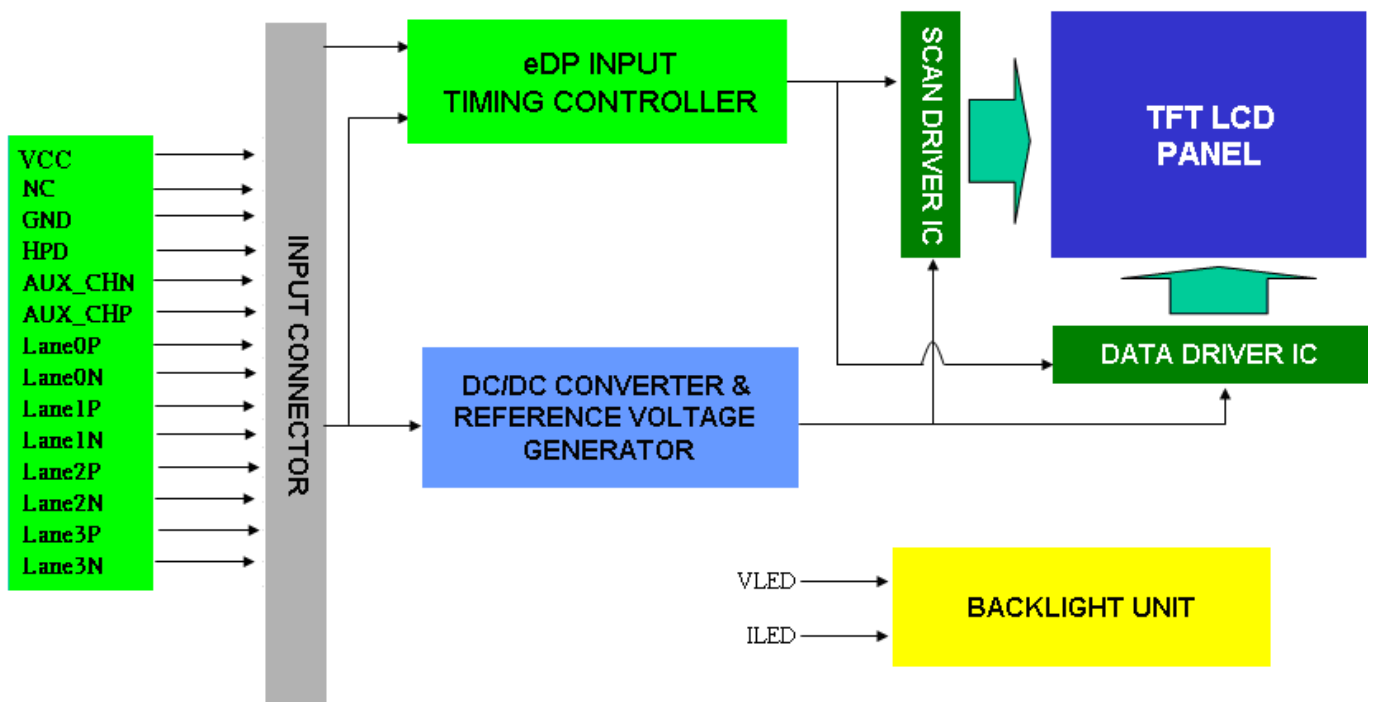 VCC
NC
GND
HPD
AUX_CHN
AUX_CHP
Lane0P
Lane0N
Lane1P
Lane1N
Lane2P
Lane2N
Lane3P
Lane3N
INPUT CONNECTOR
eDP INPUT
TIMING CONTROLLER
DC/DC CONVERTER &
REFERENCE VOLTAGE
GENERATOR
SCAN DRIVER IC
TFT LCD
PANEL
DATA DRIVER IC
VLED
ILED
BACKLIGHT UNIT